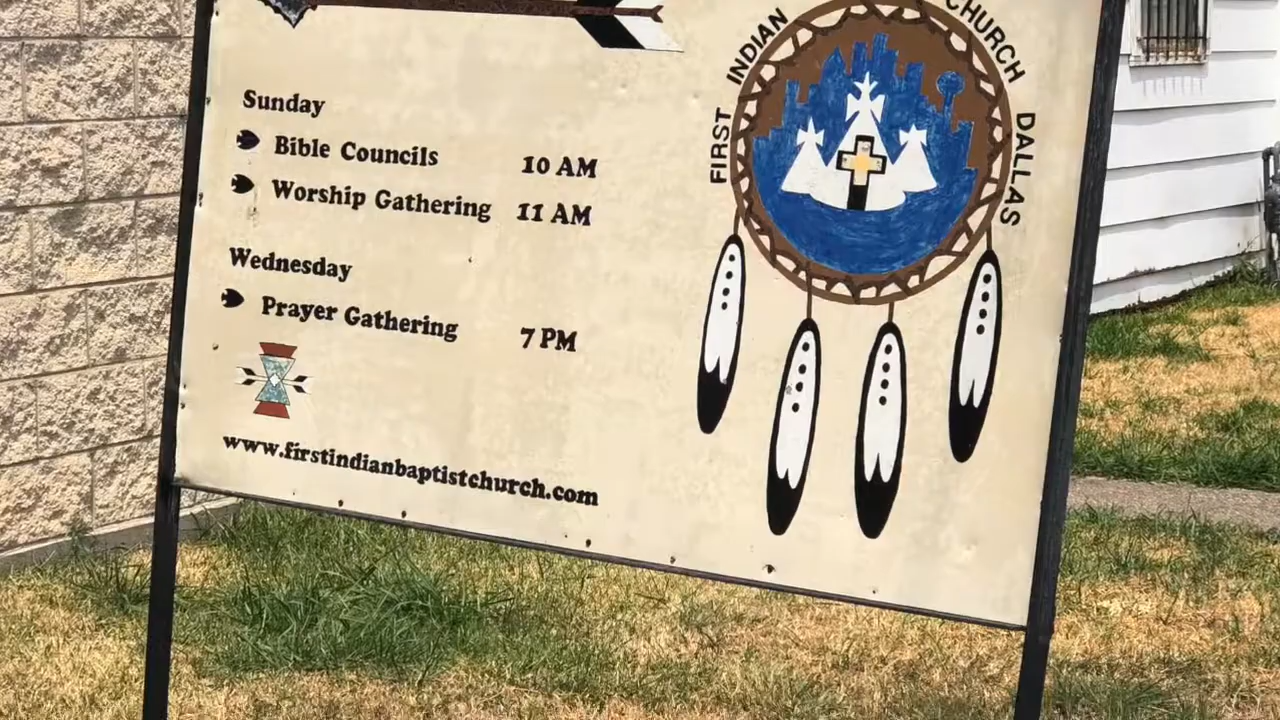 FIRST INDIAN CHURCH DALLAS
Sunday
Bible Councils 10 AM
Worship Gathering 11 AM
Wednesday
Prayer Gathering 7 PM
www.firstindianbaptistchurch.com